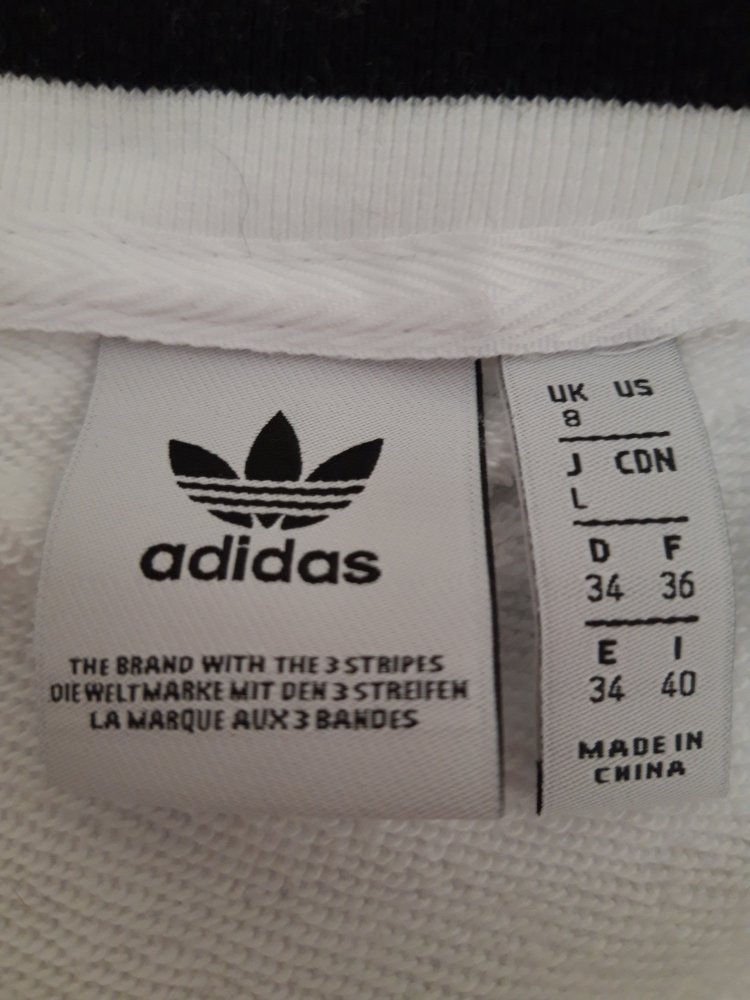 adidas
THE BRAND WITH THE 3 STRIPES
DIE WELTMARKE MIT DEN 3 STREIFEN
LA MARQUE AUX 3 BANDES
UK US
8
J CDN
L
D F
34 36
E I
34 40
MADE IN
CHINA